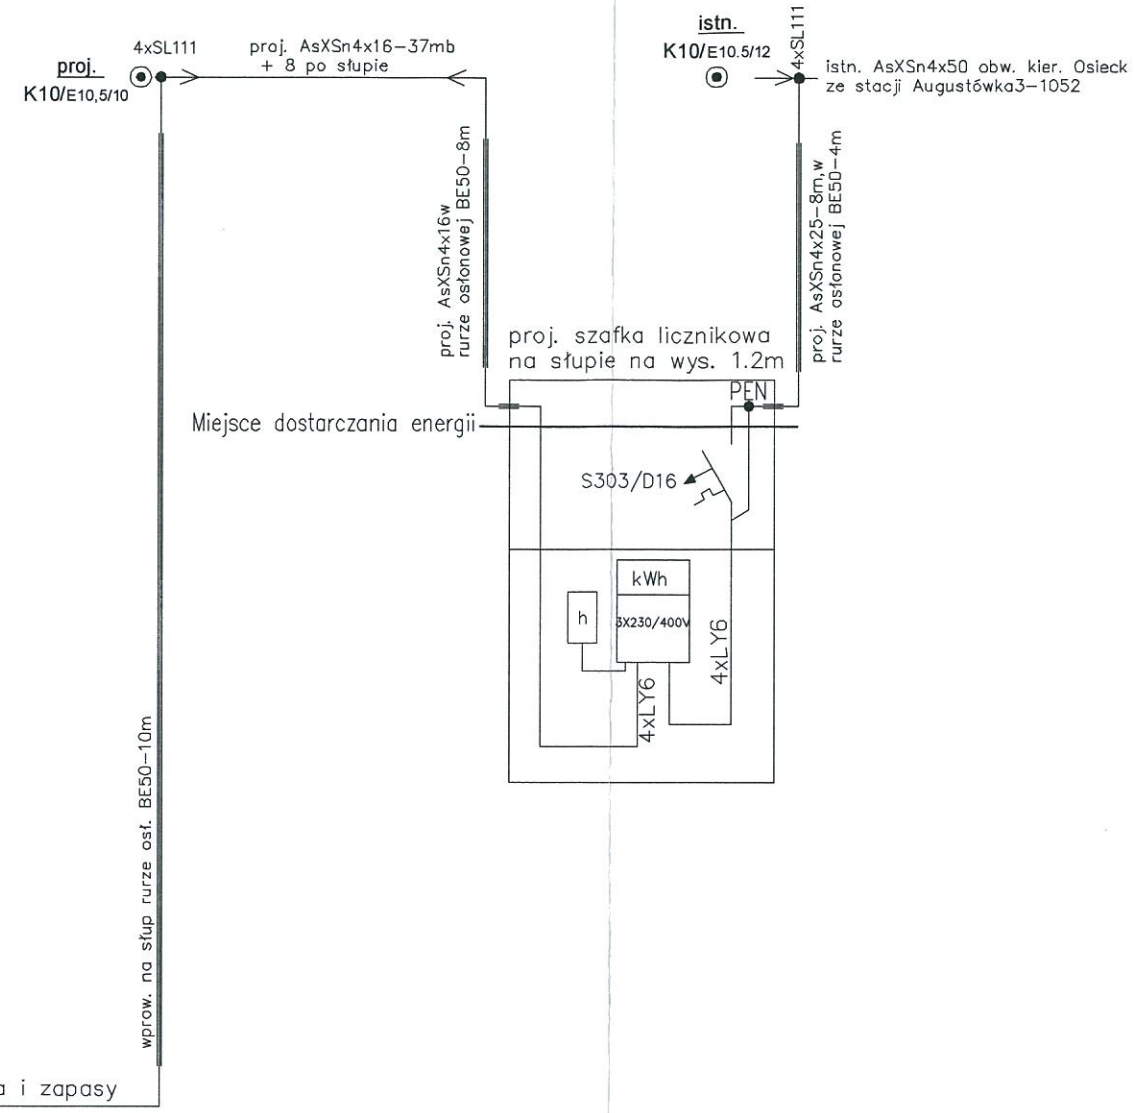 istn.
K10/E10.5/12
4xSL111
istn. AsXSn4x50 obw. kier. Osieck
ze stacji Augustówka3-1052
4xSL111
proj. AsXSn4x16-37mb
+ 8 po słupie
proj.
K10/E10,5/10
proj. AsXSn4x16w
rurze osłonowej BE50-8m
proj. AsXSn4x25-8m,w
rurze osłonowej BE50-4m
proj. szafka licznikowa
na słupie na wys. 1.2m
PEN
Miejsce dostarczania energii
S303/D16
kWh
h
3X230/400V
4xLY6
4xLY6
wprow. na słup rurze osł. BE50-10m
a i zapasy